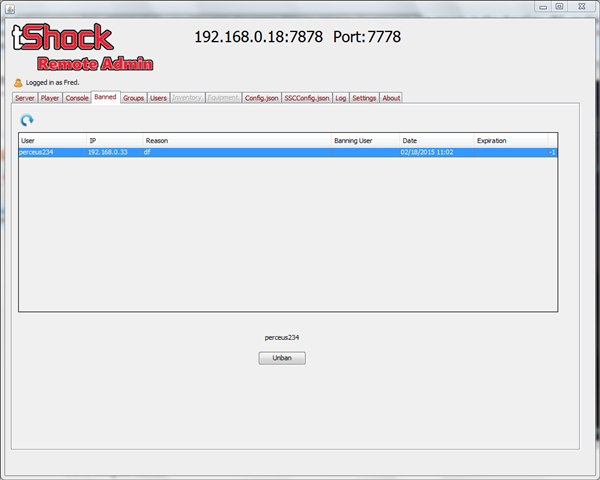 tShock
Remote Admin
192.168.0.18:7878 Port:7778
Logged in as Fred.
Server Player Console Banned Groups Users Inventory Equipment Config.json SSCConfig.json Log Settings About
User IP Reason Banning User Date Expiration
perceus234 192.168.0.33 df 02/18/2015 11:02 -1
perceus234
Unban